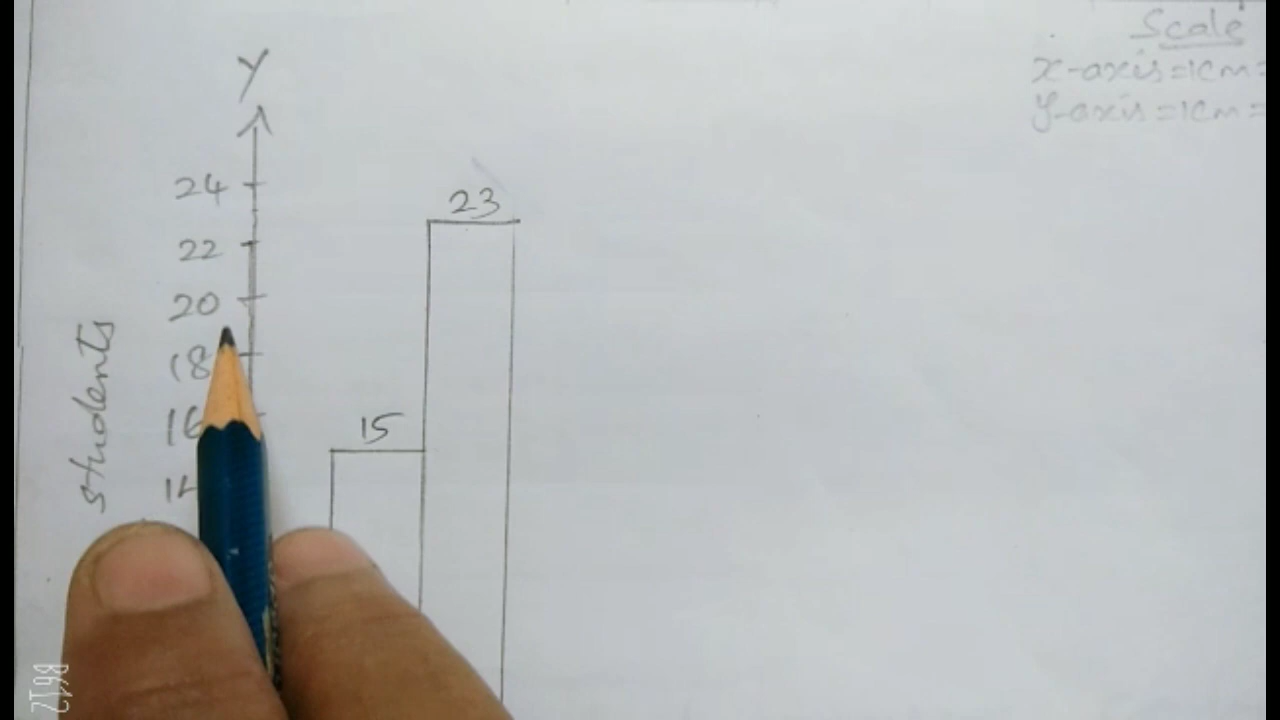 Scale
x-axis=1cm=
y-axis=1cm=
Y
24
23
22
20
18
16
15
14
students